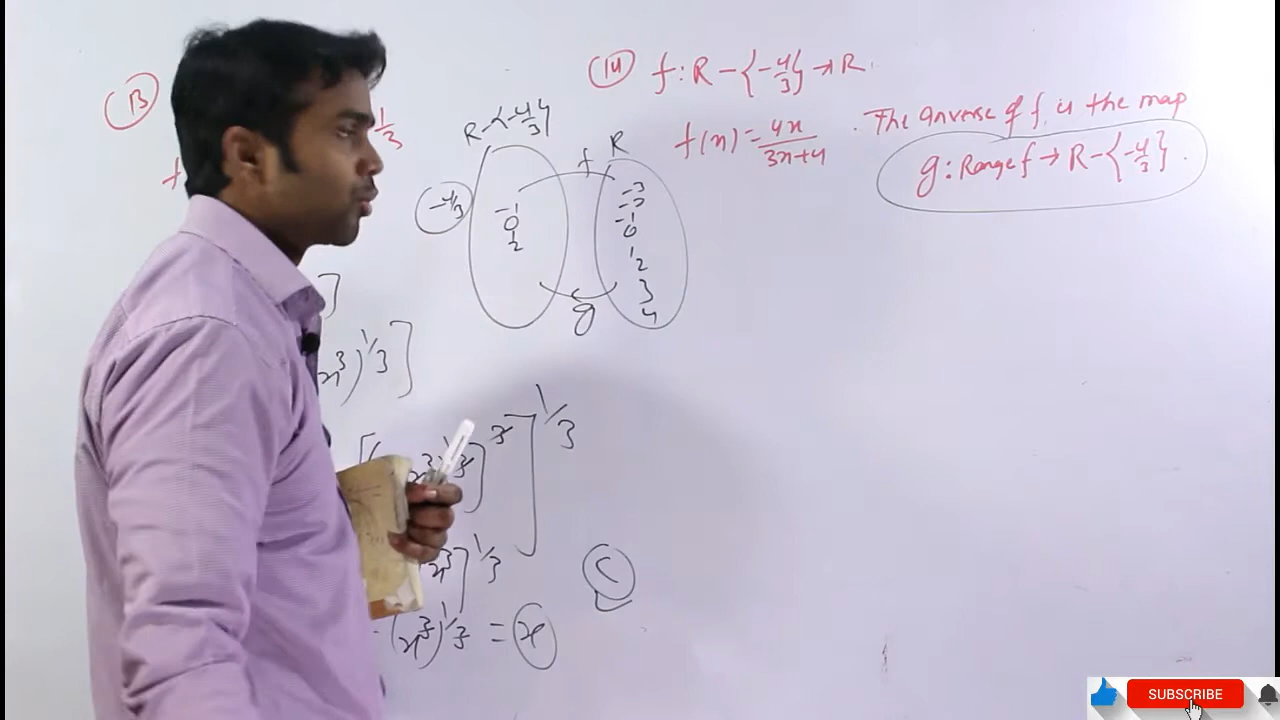 (13)
1/3
f
]
x³)^1/3]
]^1/3
x³]^1/3
(x³)^1/3 = x
C
R-{-4/3}
f
R
-4/3
-1
0
2
-3
-2
-1
0
1
2
3
4
g
(14) f: R - {-4/3} → R.
f(x) = 4x/3x+4 . The inverse of f is the map
g: Range f → R - {-4/3}.
SUBSCRIBE